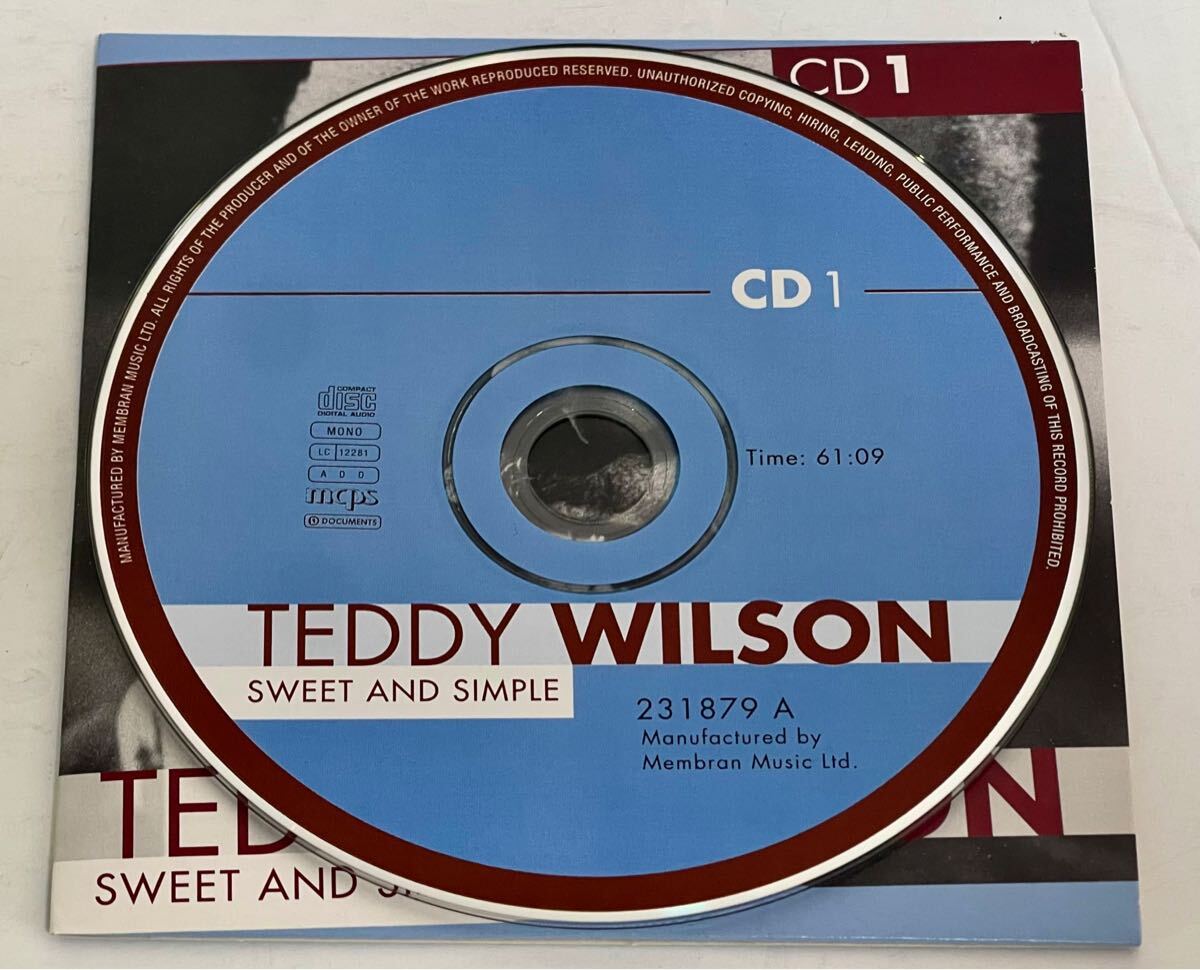 CD 1
MANUFACTURED BY MEMBRAN MUSIC LTD. ALL RIGHTS OF THE PRODUCER AND OF THE OWNER OF THE WORK REPRODUCED RESERVED. UNAUTHORIZED COPYING, HIRING, LENDING, PUBLIC PERFORMANCE AND BROADCASTING OF THIS RECORD PROHIBITED.
CD 1
COMPACT
disc
DIGITAL AUDIO
MONO
LC 12281
A D D
mcps
DOCUMENTS
Time: 61:09
TEDDY WILSON
SWEET AND SIMPLE
231879 A
Manufactured by
Membran Music Ltd.
TED ON
SWEET AND S